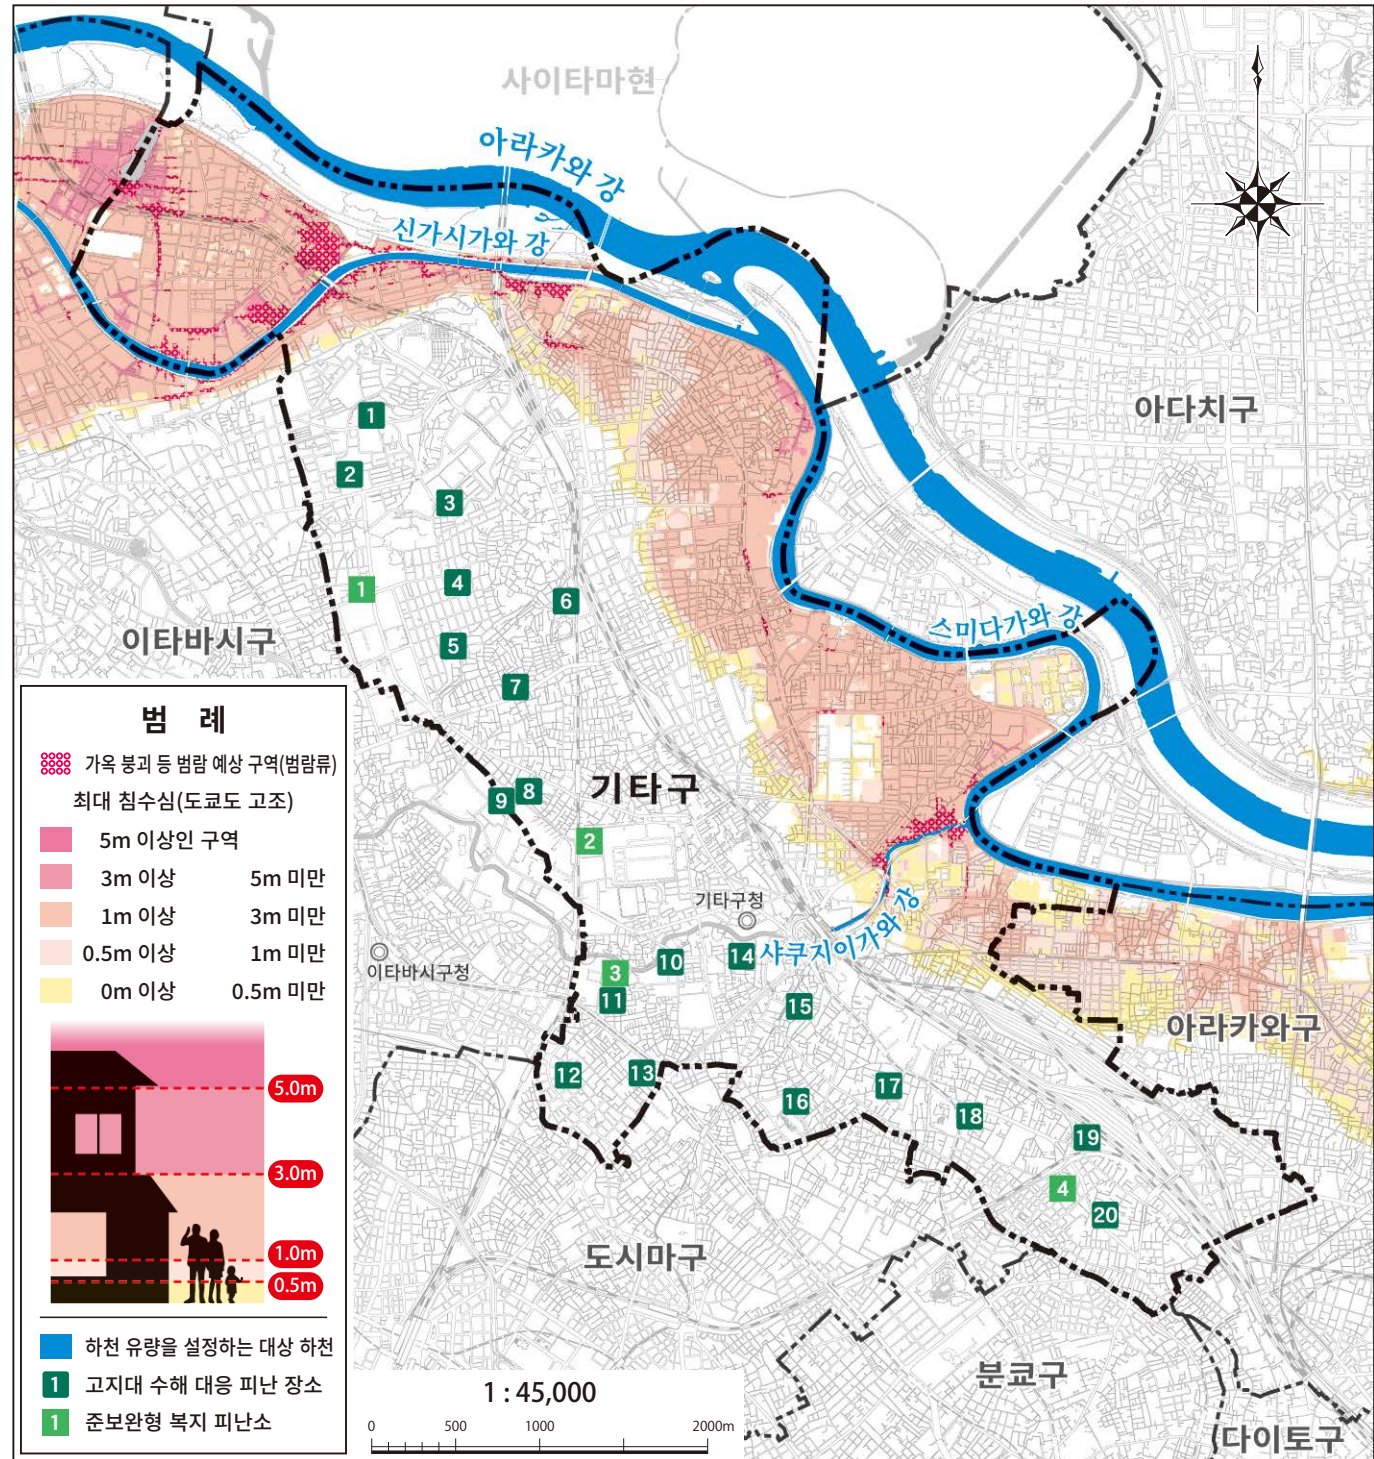 사이타마현
아라카와 강
신가시가와 강
아다치구
1
2
3
4
1
6
5
이타바시구
스미다가와 강
7
기타구
8
9
2
기타구청
샤쿠지이가와 강
이타바시구청
10
14
3
11
15
아라카와구
12
13
17
16
18
19
4
20
도시마구
분쿄구
다이토구
범 례
가옥 붕괴 등 범람 예상 구역(범람류)
최대 침수심(도쿄도 고조)
5m 이상인 구역
3m 이상 5m 미만
1m 이상 3m 미만
0.5m 이상 1m 미만
0m 이상 0.5m 미만
5.0m
3.0m
1.0m
0.5m
하천 유량을 설정하는 대상 하천
1 고지대 수해 대응 피난 장소
1 준보완형 복지 피난소
1 : 45,000
0 500 1000 2000m